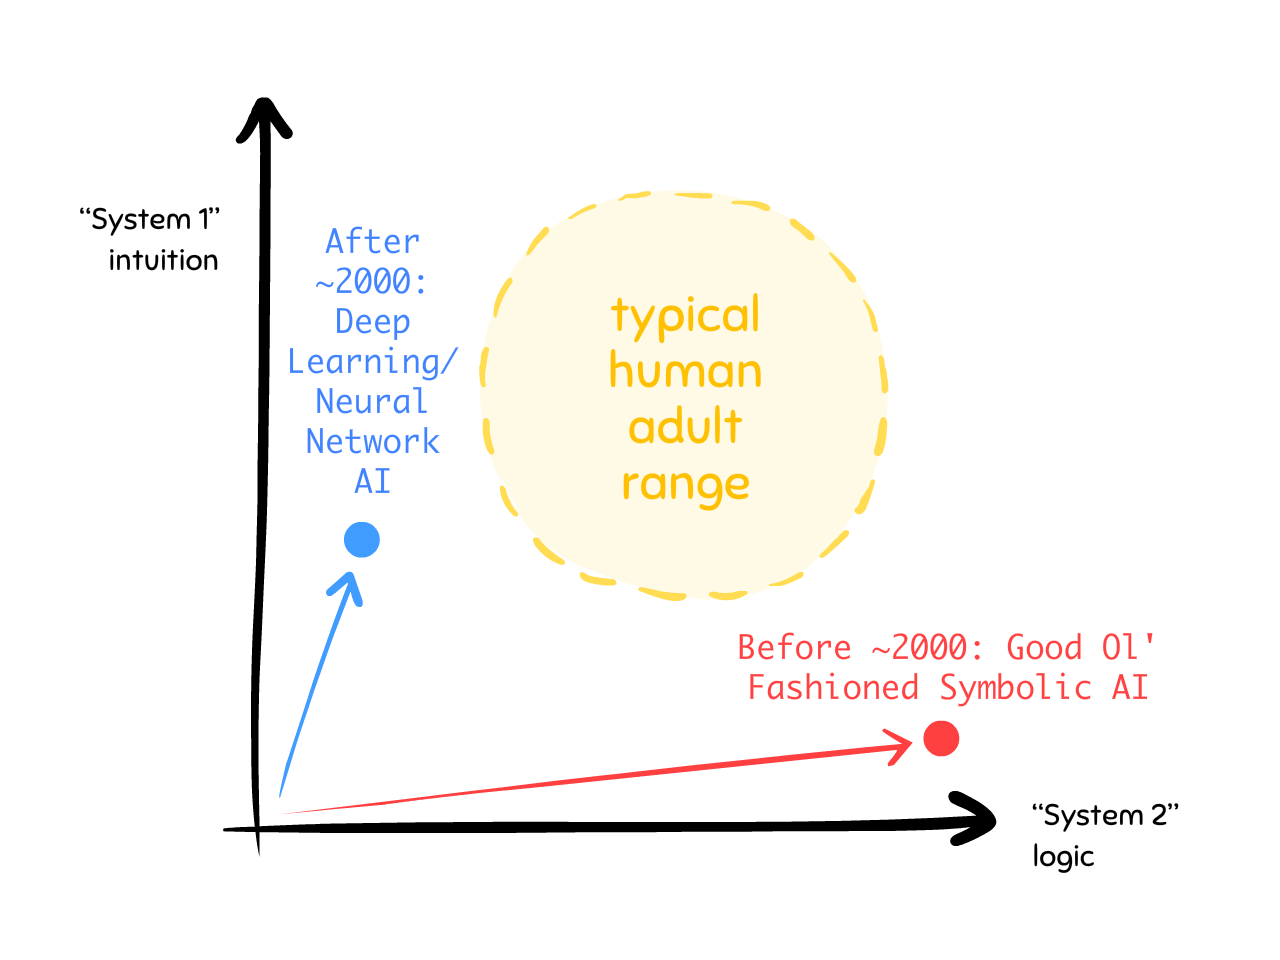 “System 1”
intuition
After
~2000:
Deep
Learning/
Neural
Network
AI
typical
human
adult
range
Before ~2000: Good Ol'
Fashioned Symbolic AI
“System 2”
logic